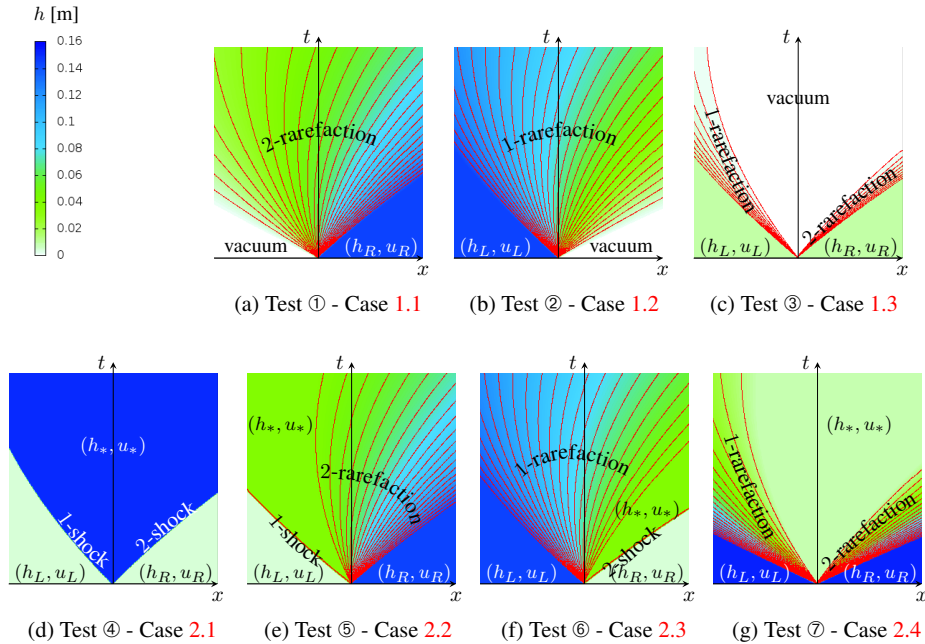 h [m]
0.16
0.14
0.12
0.1
0.08
0.06
0.04
0.02
0
t
2-rarefaction
vacuum
(h_R, u_R)
x
(a) Test ① - Case 1.1
t
1-rarefaction
(h_L, u_L)
vacuum
x
(b) Test ② - Case 1.2
t
vacuum
1-rarefaction
2-rarefaction
(h_L, u_L)
(h_R, u_R)
x
(c) Test ③ - Case 1.3
t
(h_*, u_*)
1-shock
2-shock
(h_L, u_L)
(h_R, u_R)
x
(d) Test ④ - Case 2.1
t
(h_*, u_*)
2-rarefaction
1-shock
(h_L, u_L)
(h_R, u_R)
x
(e) Test ⑤ - Case 2.2
t
1-rarefaction
(h_*, u_*)
2-shock
(h_L, u_L)
(h_R, u_R)
x
(f) Test ⑥ - Case 2.3
t
(h_*, u_*)
1-rarefaction
2-rarefaction
(h_L, u_L)
(h_R, u_R)
x
(g) Test ⑦ - Case 2.4